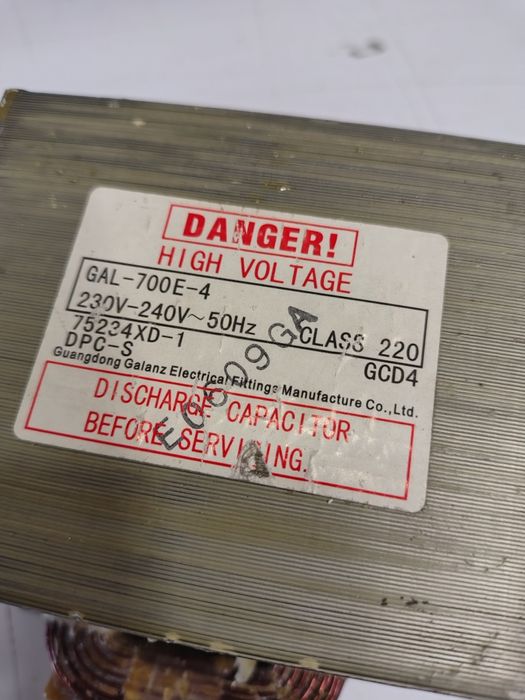 DANGER!
HIGH VOLTAGE
GAL-700E-4
230V-240V~50Hz CLASS 220
75234XD-1 GCD4
DPC-S
Guangdong Galanz Electrical Fittings Manufacture Co.,Ltd.
DISCHARGE CAPACITOR
BEFORE SERVICING.
E0609GA